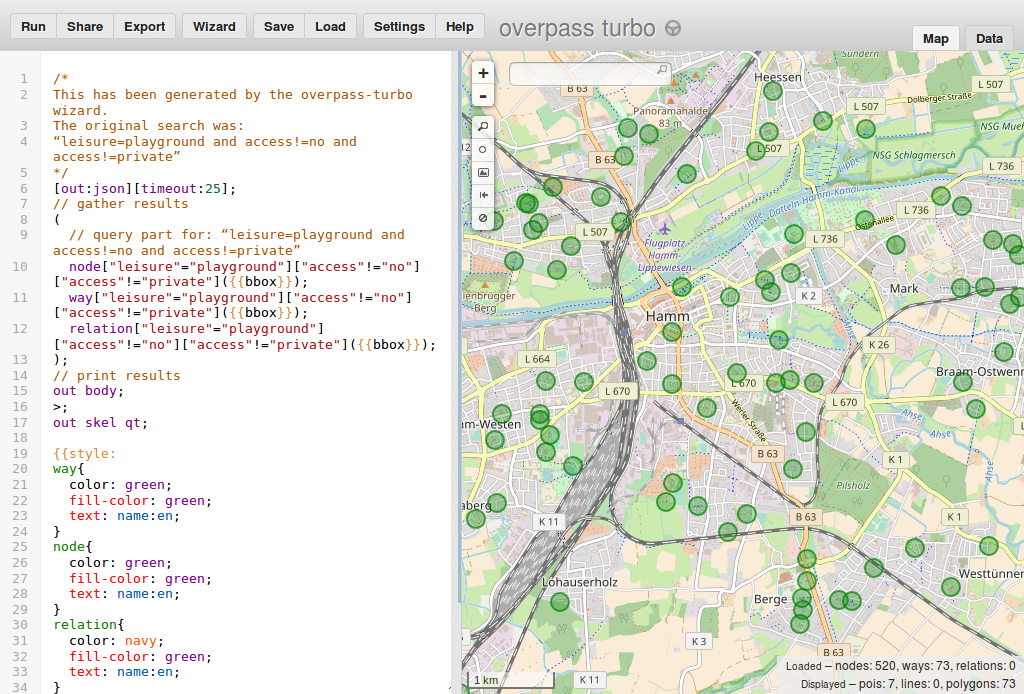 Run Share Export Wizard Save Load Settings Help overpass turbo
Map Data
1 /*
2 This has been generated by the overpass-turbo
wizard.
3 The original search was:
4 “leisure=playground and access!=no and
access!=private”
5 */
6 [out:json][timeout:25];
7 // gather results
8 (
9 // query part for: “leisure=playground and
access!=no and access!=private”
10 node["leisure"="playground"]["access"!="no"]
["access"!="private"]({{bbox}});
11 way["leisure"="playground"]["access"!="no"]
["access"!="private"]({{bbox}});
12 relation["leisure"="playground"]
["access"!="no"]["access"!="private"]({{bbox}});
13 );
14 // print results
15 out body;
16 >;
17 out skel qt;
18
19 {{style:
20 way{
21 color: green;
22 fill-color: green;
23 text: name:en;
24 }
25 node{
26 color: green;
27 fill-color: green;
28 text: name:en;
29 }
30 relation{
31 color: navy;
32 fill-color: green;
33 text: name:en;
34 }
+
-
Sundern
Heessen
B 63
L 507
Dolberger Straße
L 507
Panoramahalde
83 m
NSG Mue
L 507
B 63
NSG Schlagmersch
Lippe
L 736
Datteln-Hamm-Kanal
L 736
Ostenallee
L 507
L 736
Flugplatz
Hamm-
Lippewiesen
K 2
Mark
lienbrügger
Berg
Hamm
Ahse
K 26
L 664
Braam-Ostwenn
L 670
L 670
L 670
Werler Straße
Ahse
Ahse
m-Westen
B 63
K 1
Ahse
Pilsholz
aberg
K 11
B 63
K 1
Lohauserholz
Westtünner
Berge
K 3
B 63
K 11
1 km
Loaded – nodes: 520, ways: 73, relations: 0
Displayed – pois: 7, lines: 0, polygons: 73